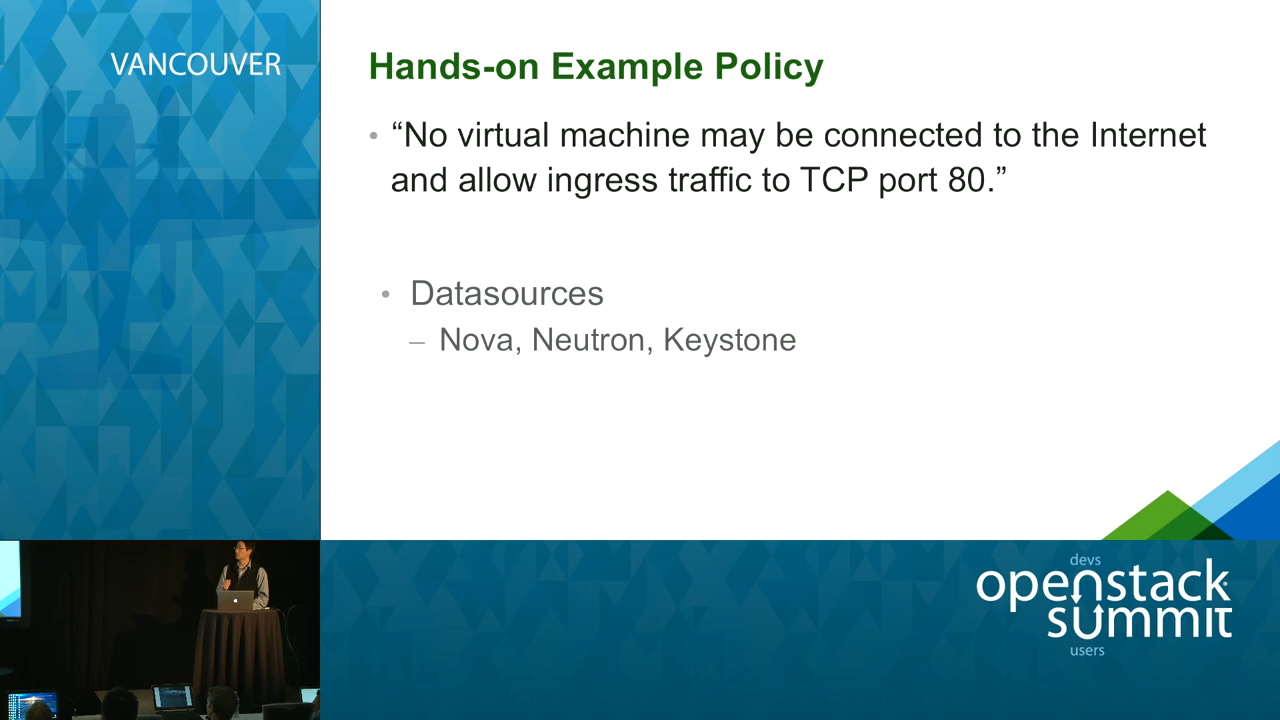 VANCOUVER
Hands-on Example Policy
• “No virtual machine may be connected to the Internet
and allow ingress traffic to TCP port 80.”
• Datasources
– Nova, Neutron, Keystone
devs
openstack
summit
users